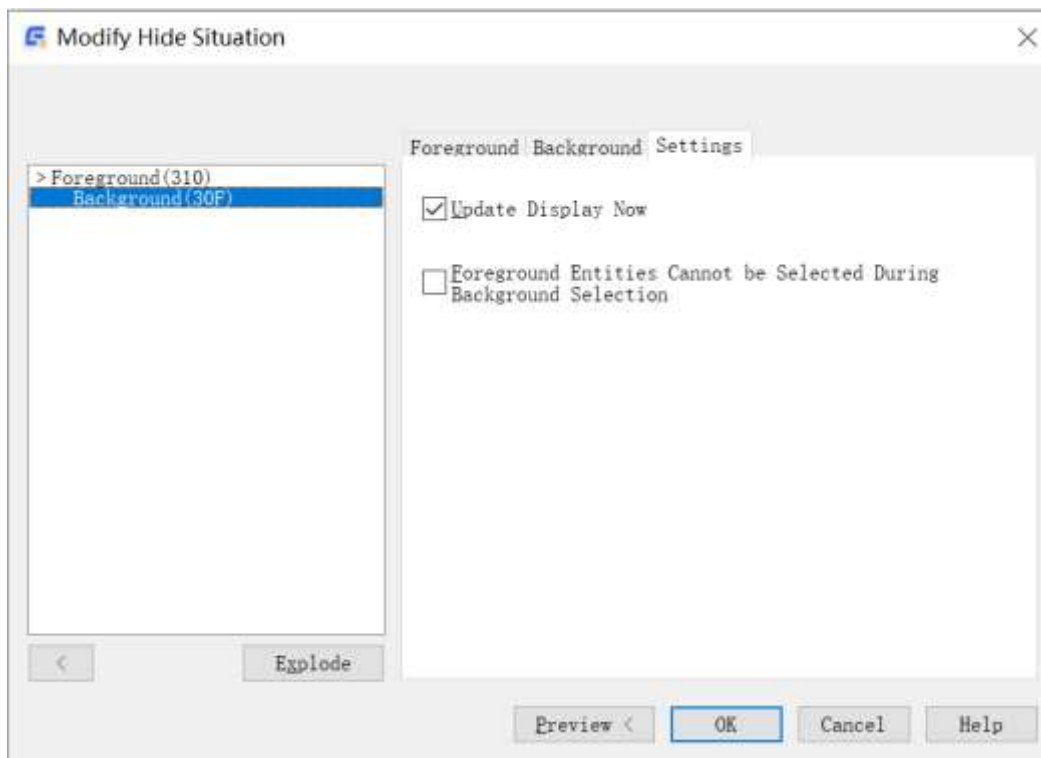 Modify Hide Situation
Foreground Background Settings
>Foreground(310)
Background(30F)
Update Display Now
Foreground Entities Cannot be Selected During
Background Selection
< Explode
Preview < OK Cancel Help